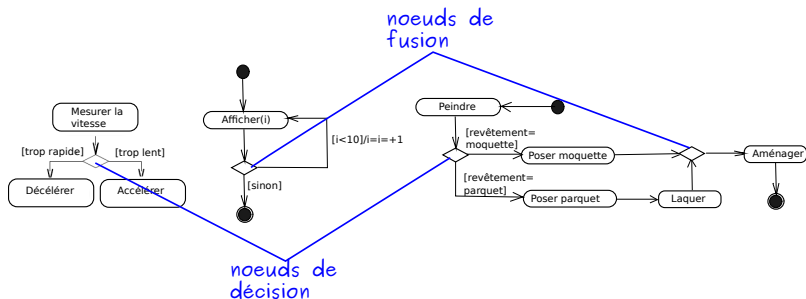 noeuds de
fusion
Mesurer la
vitesse
[trop rapide]
[trop lent]
Décélérer
Accélérer
Afficher(i)
[i<10]/i=i=+1
[sinon]
Peindre
[revêtement=
moquette]
Poser moquette
Aménager
[revêtement=
parquet]
Poser parquet
Laquer
noeuds de
décision